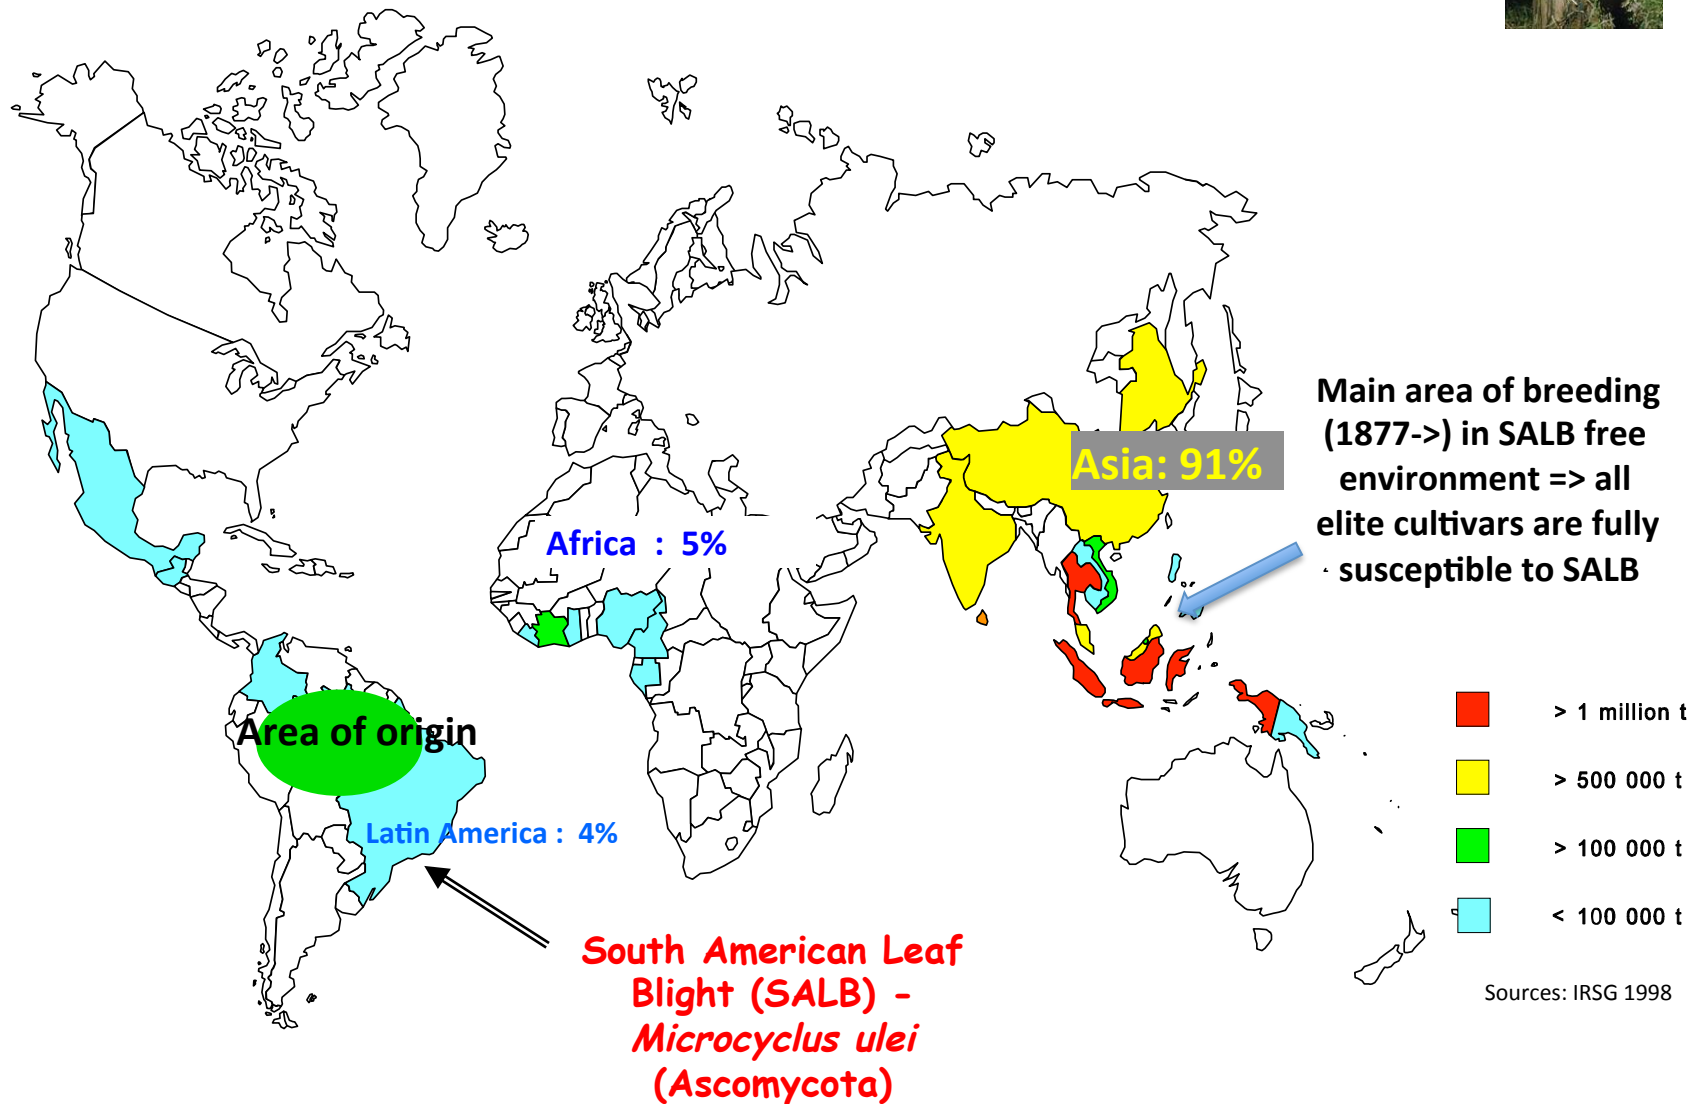 Main area of breeding
(1877->) in SALB free
environment => all
elite cultivars are fully
susceptible to SALB
Asia: 91%
Africa : 5%
Area of origin
Latin America : 4%
> 1 million t
> 500 000 t
> 100 000 t
< 100 000 t
South American Leaf
Blight (SALB) -
Microcyclus ulei
(Ascomycota)
Sources: IRSG 1998